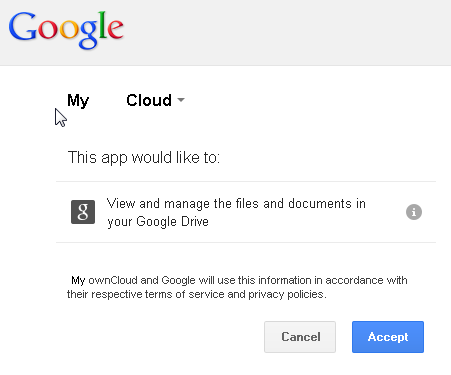 Google
My Cloud
This app would like to:
View and manage the files and documents in
your Google Drive
My ownCloud and Google will use this information in accordance with
their respective terms of service and privacy policies.
Cancel Accept